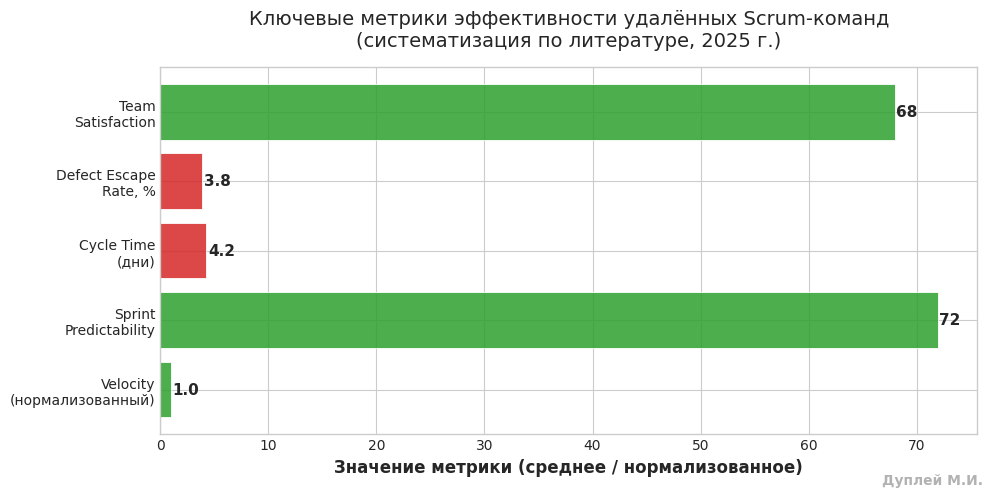 Ключевые метрики эффективности удалённых Scrum-команд
(систематизация по литературе, 2025 г.)
Team
Satisfaction
68
Defect Escape
Rate, %
3.8
Cycle Time
(дни)
4.2
Sprint
Predictability
72
Velocity
(нормализованный)
1.0
0 10 20 30 40 50 60 70
Значение метрики (среднее / нормализованное)
Дуплей М.И.